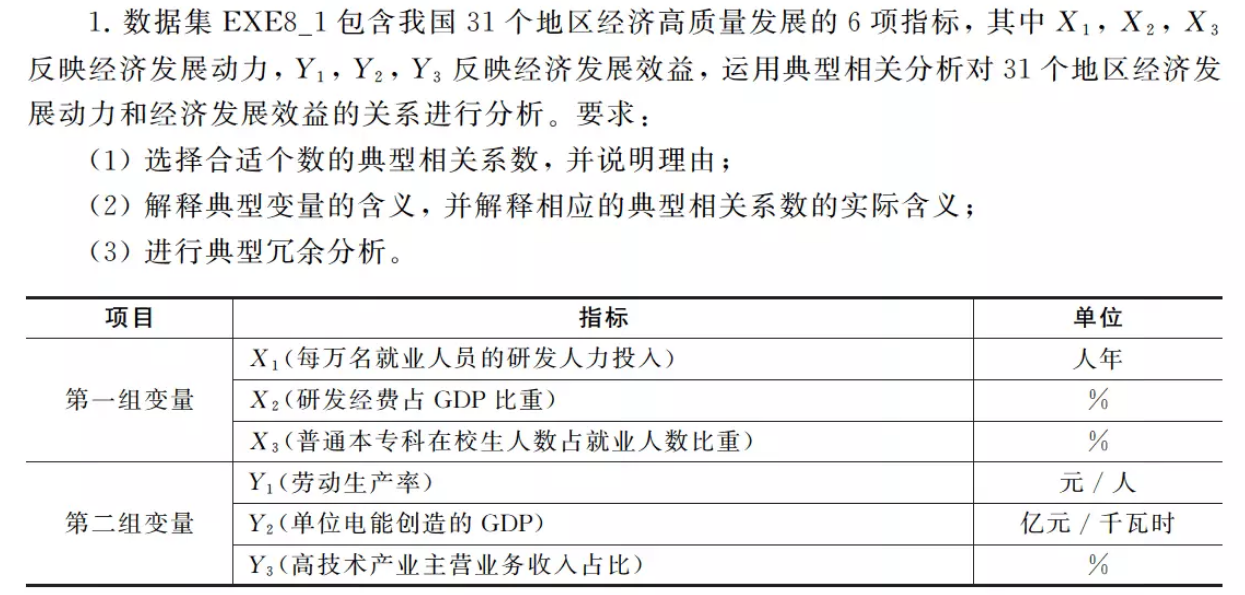 1. 数据集 EXE8_1 包含我国 31 个地区经济高质量发展的 6 项指标，其中 X₁，X₂，X₃
反映经济发展动力，Y₁，Y₂，Y₃ 反映经济发展效益，运用典型相关分析对 31 个地区经济发
展动力和经济发展效益的关系进行分析。要求：
（1）选择合适个数的典型相关系数，并说明理由；
（2）解释典型变量的含义，并解释相应的典型相关系数的实际含义；
（3）进行典型冗余分析。
项目 指标 单位
第一组变量 X₁（每万名就业人员的研发人力投入） 人年
X₂（研发经费占 GDP 比重） %
X₃（普通本专科在校生人数占就业人数比重） %
第二组变量 Y₁（劳动生产率） 元 / 人
Y₂（单位电能创造的 GDP） 亿元 / 千瓦时
Y₃（高技术产业主营业务收入占比） %